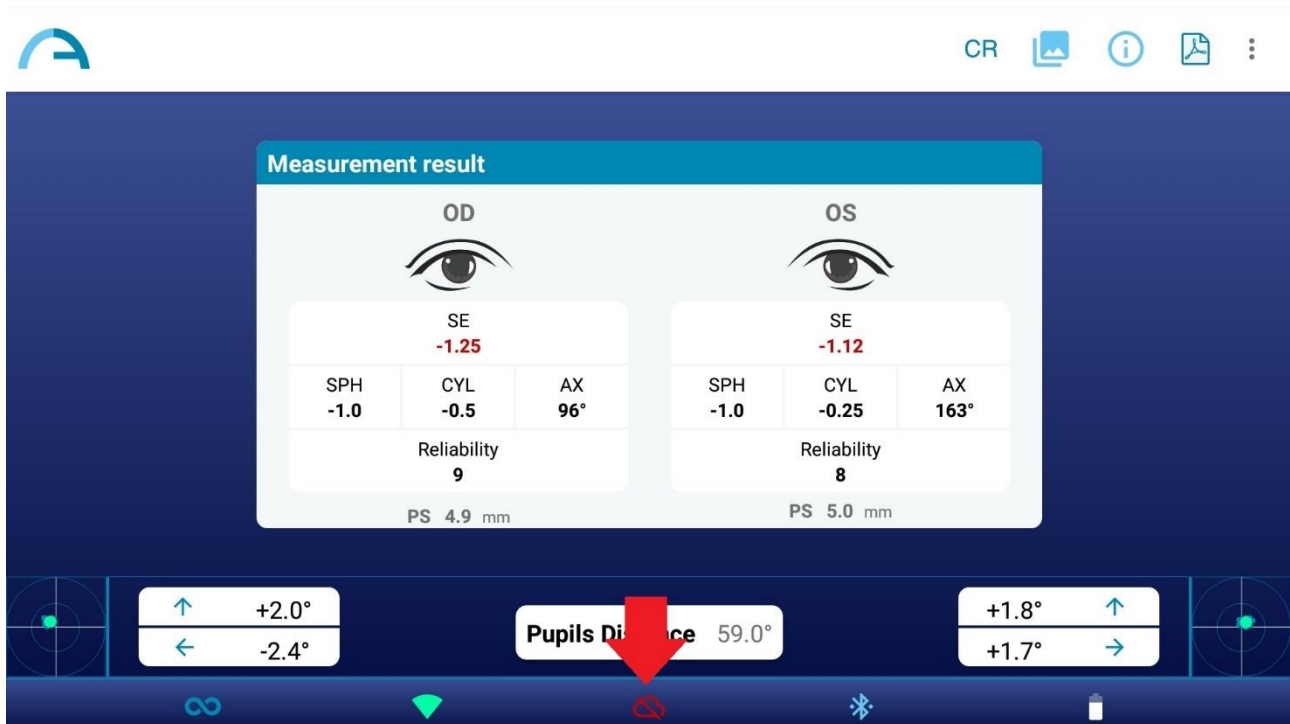 CR
Measurement result
OD
OS
SE
-1.25
SE
-1.12
SPH
-1.0
CYL
-0.5
AX
96°
SPH
-1.0
CYL
-0.25
AX
163°
Reliability
9
Reliability
8
PS 4.9 mm
PS 5.0 mm
+2.0°
-2.4°
Pupils 59.0°
+1.8°
+1.7°